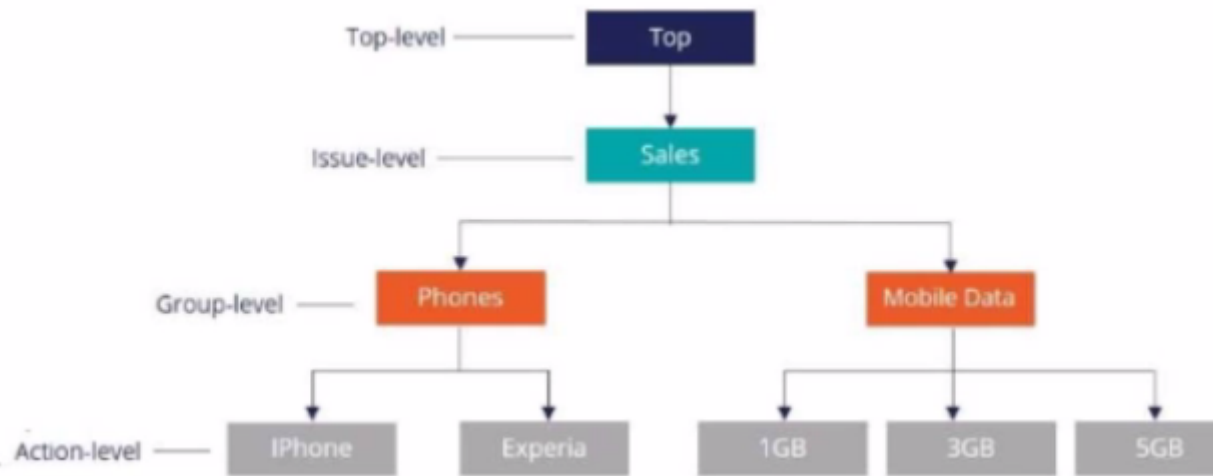 Top-level
Top
Issue-level
Sales
Group-level
Phones
Mobile Data
Action-level
IPhone
Experia
1GB
3GB
5GB